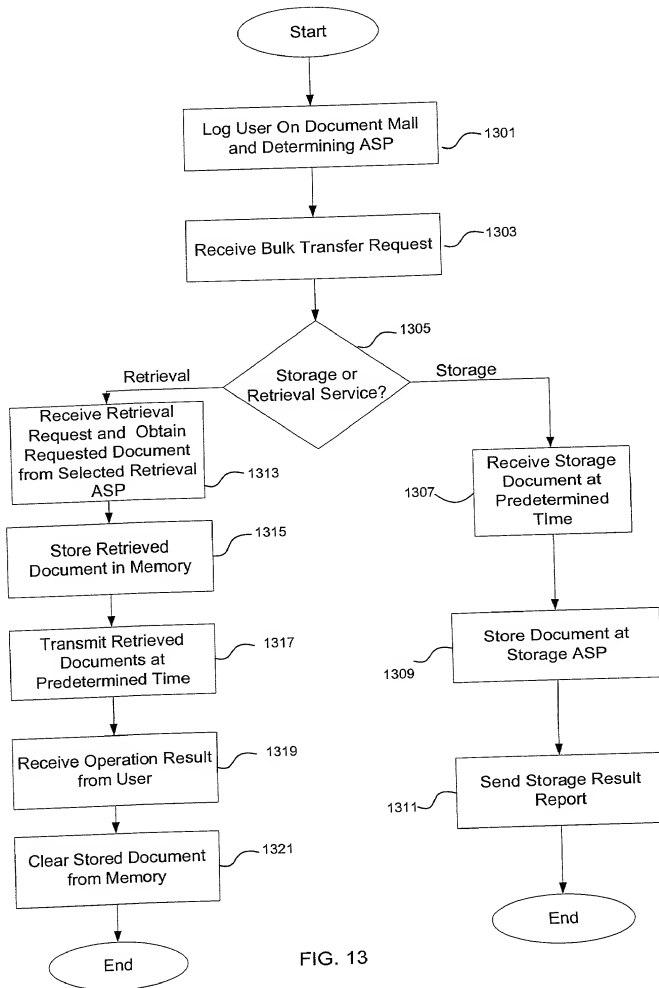 Start
Log User On Document Mall
and Determining ASP
1301
Receive Bulk Transfer Request
1303
1305
Storage or
Retrieval Service?
Retrieval
Storage
Receive Retrieval
Request and Obtain
Requested Document
from Selected Retrieval
ASP
1313
Store Retrieved
Document in Memory
1315
Transmit Retrieved
Documents at
Predetermined Time
1317
Receive Operation Result
from User
1319
Clear Stored Document
from Memory
1321
End
Receive Storage
Document at
Predetermined
TIme
1307
Store Document at
Storage ASP
1309
Send Storage Result
Report
1311
End
FIG. 13